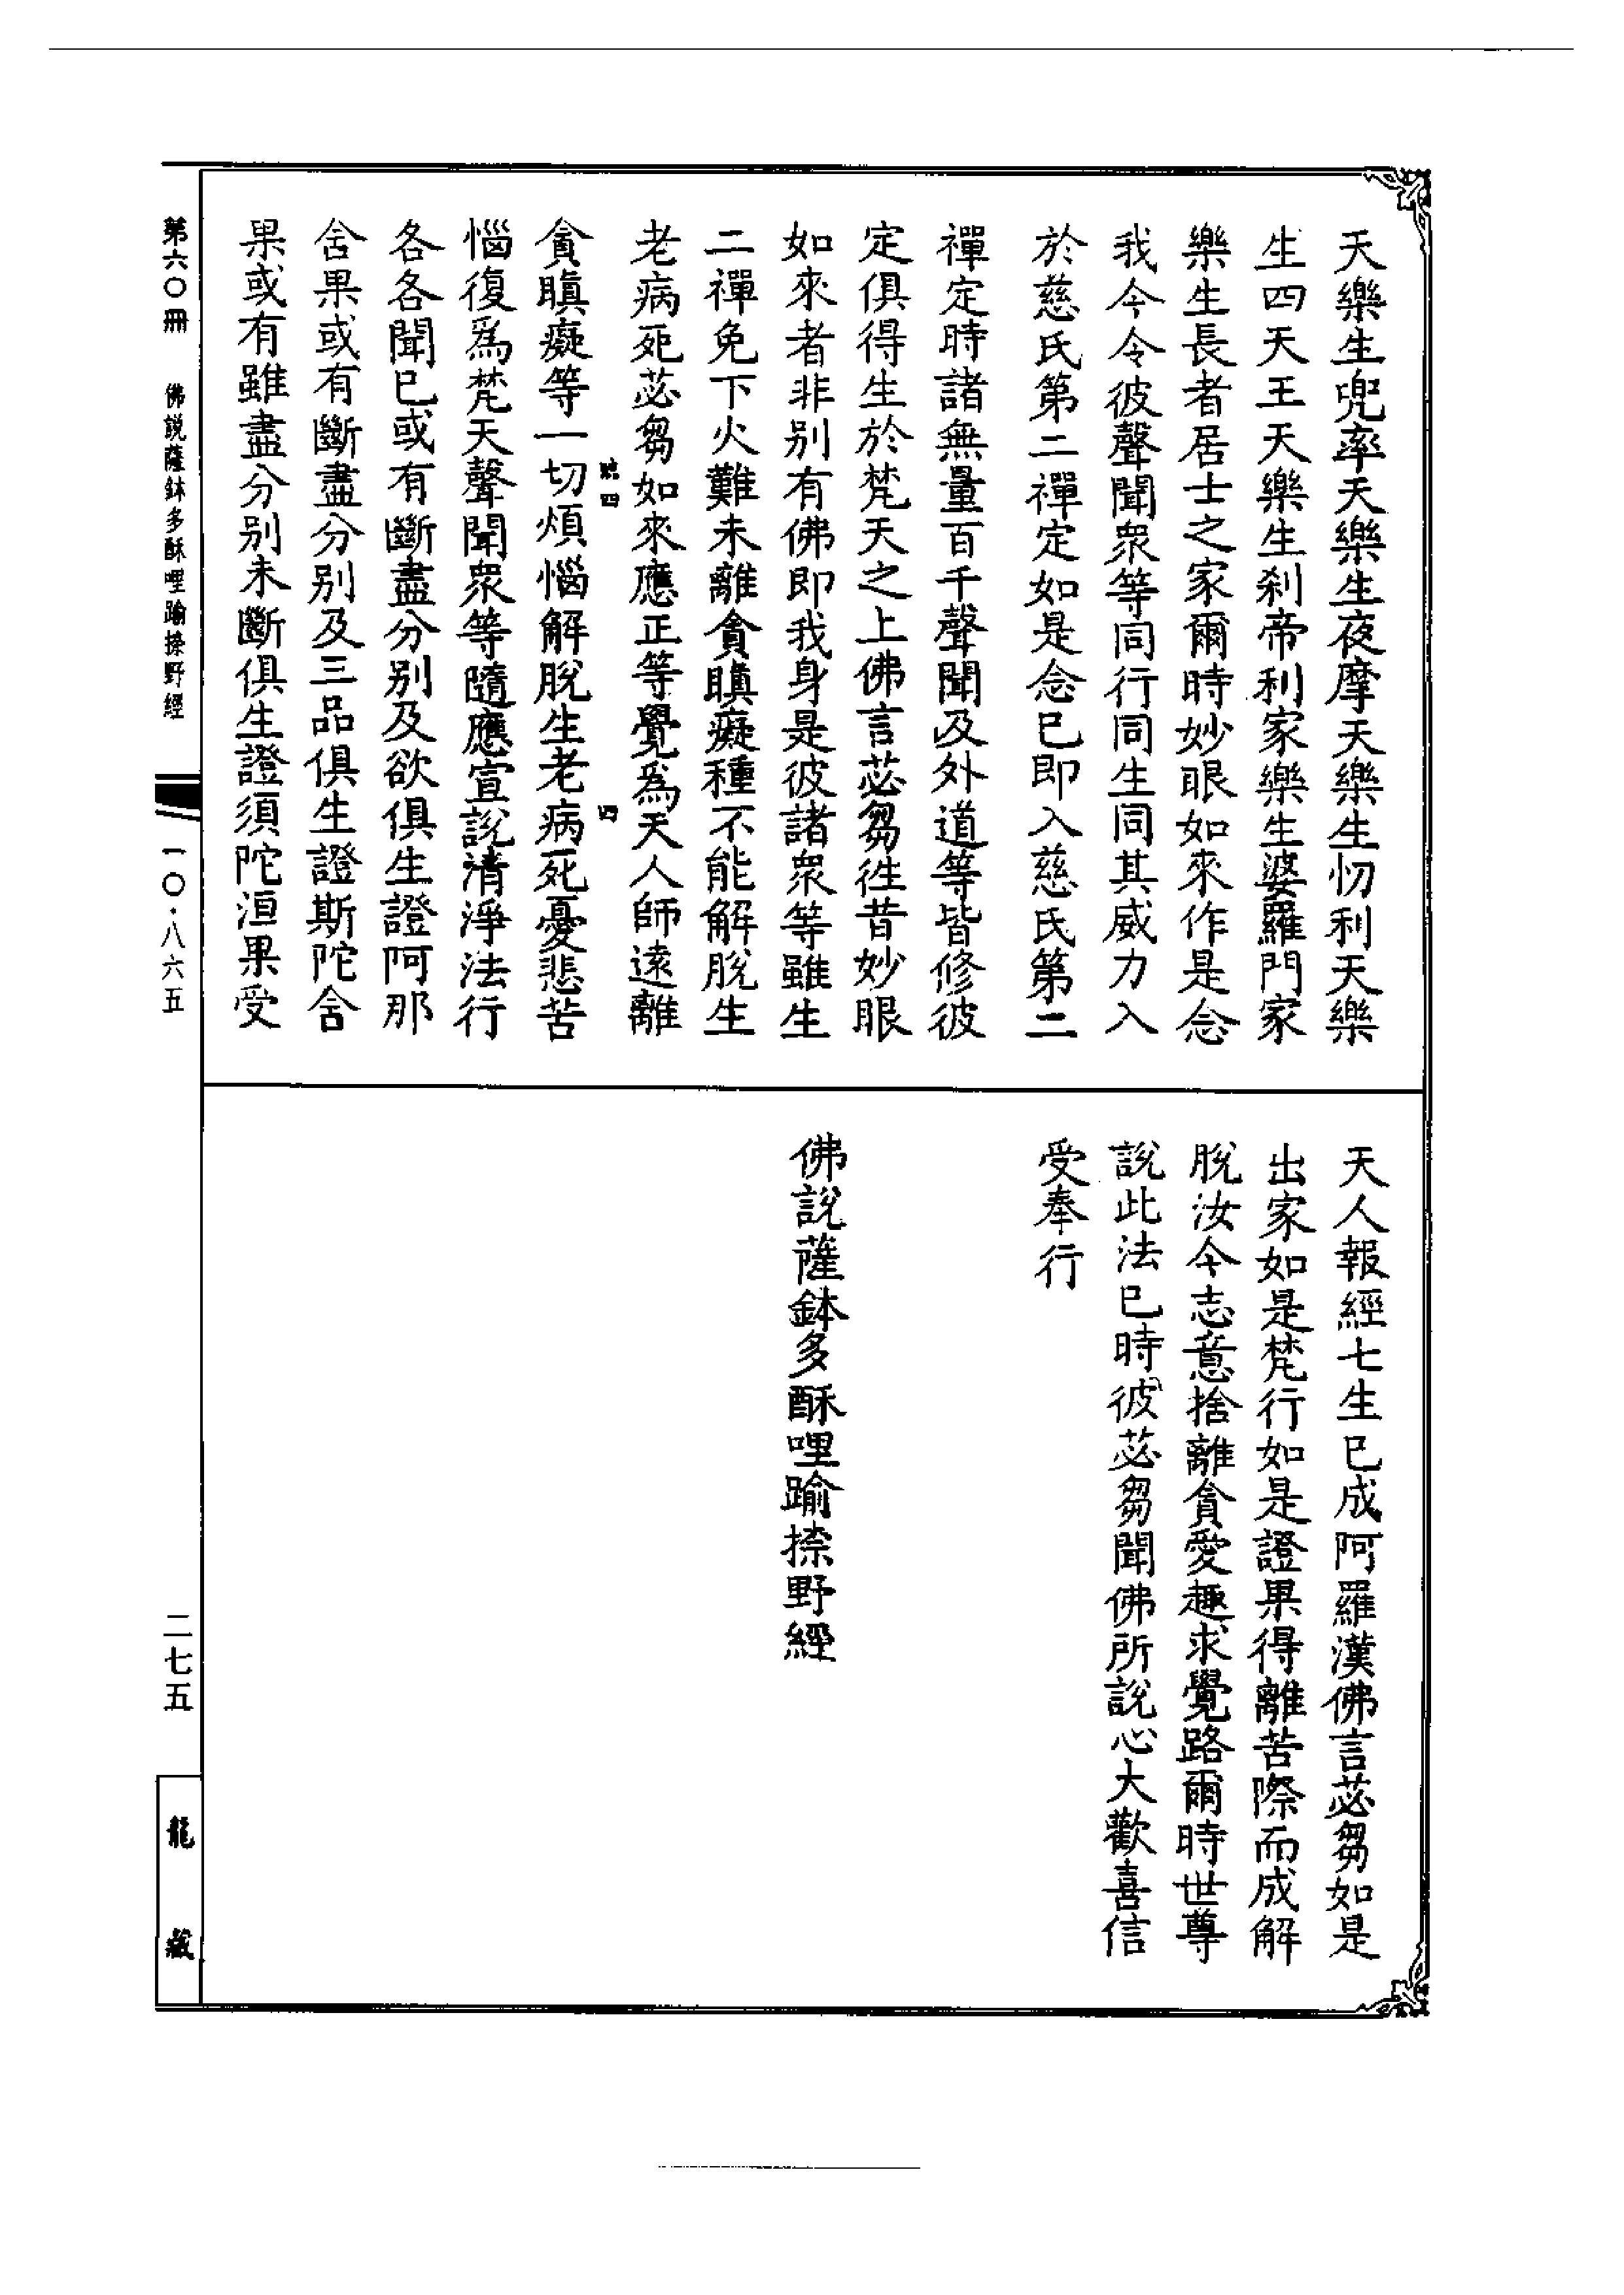 天樂生兜率天樂生夜摩天樂生忉利天樂
生四天王天樂生刹帝利家樂生婆羅門家
樂生長者居士之家爾時妙眼如來作是念
我今令彼聲聞眾等同行同生同其威力入
於慈氏第二禪定如是念已即入慈氏第二
禪定時諸無量百千聲聞及外道等皆修彼
定俱得生於梵天之上佛言苾芻徃昔妙眼
如來者非别有佛即我身是彼諸眾等雖生
二禪免下火難未離貪瞋癡種不能解脫生
老病死苾芻如來應正等覺為天人師逺離
貪瞋癡等一切煩惱解脫生老病死憂悲苦
四
四
惱復爲梵天聲聞眾等隨應宣說清淨法行
各各聞已或有斷盡分别及欲俱生證阿那
舍果或有斷盡分别及三品俱生證斯陀含
果或有雖盡分别未斷俱生證須陀洹果受
天人報經七生已成阿羅漢佛言苾芻如是
出家如是梵行如是證果得離苦際而成解
脫汝今志意捨離貪愛趣求覺路爾時世尊
說此法已時彼苾芻聞佛所說心大歡喜信
受奉行
佛說薩鉢多酥哩踰捺野經
第六〇冊 佛説薩鉢多酥哩踰捺野經 一〇·八六五
二七五
龍藏